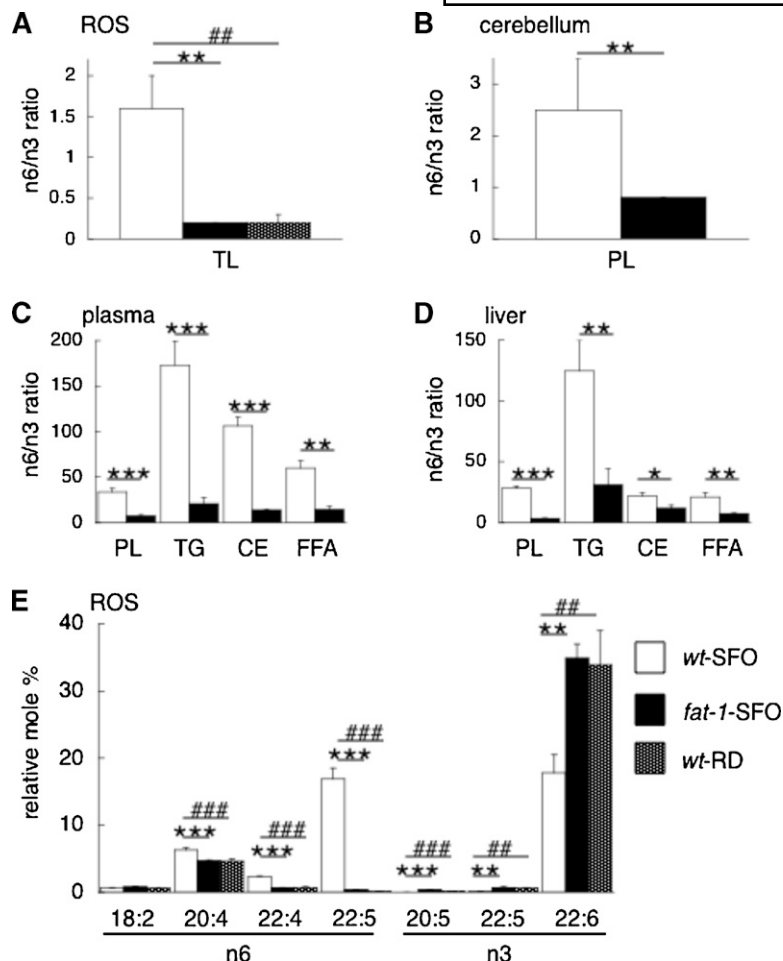 A ROS
##
**
2
1.5
1
0.5
0
n6/n3 ratio
TL
B cerebellum
**
3
2
1
0
n6/n3 ratio
PL
C plasma
200
150
100
50
0
n6/n3 ratio
***
***
***
**
PL TG CE FFA
D liver
150
100
50
0
n6/n3 ratio
***
**
*
**
PL TG CE FFA
E ROS
40
30
20
10
0
relative mole %
###
***
###
***
###
***
###
***
##
**
##
**
18:2 20:4 22:4 22:5 20:5 22:5 22:6
n6 n3
wt-SFO
fat-1-SFO
wt-RD